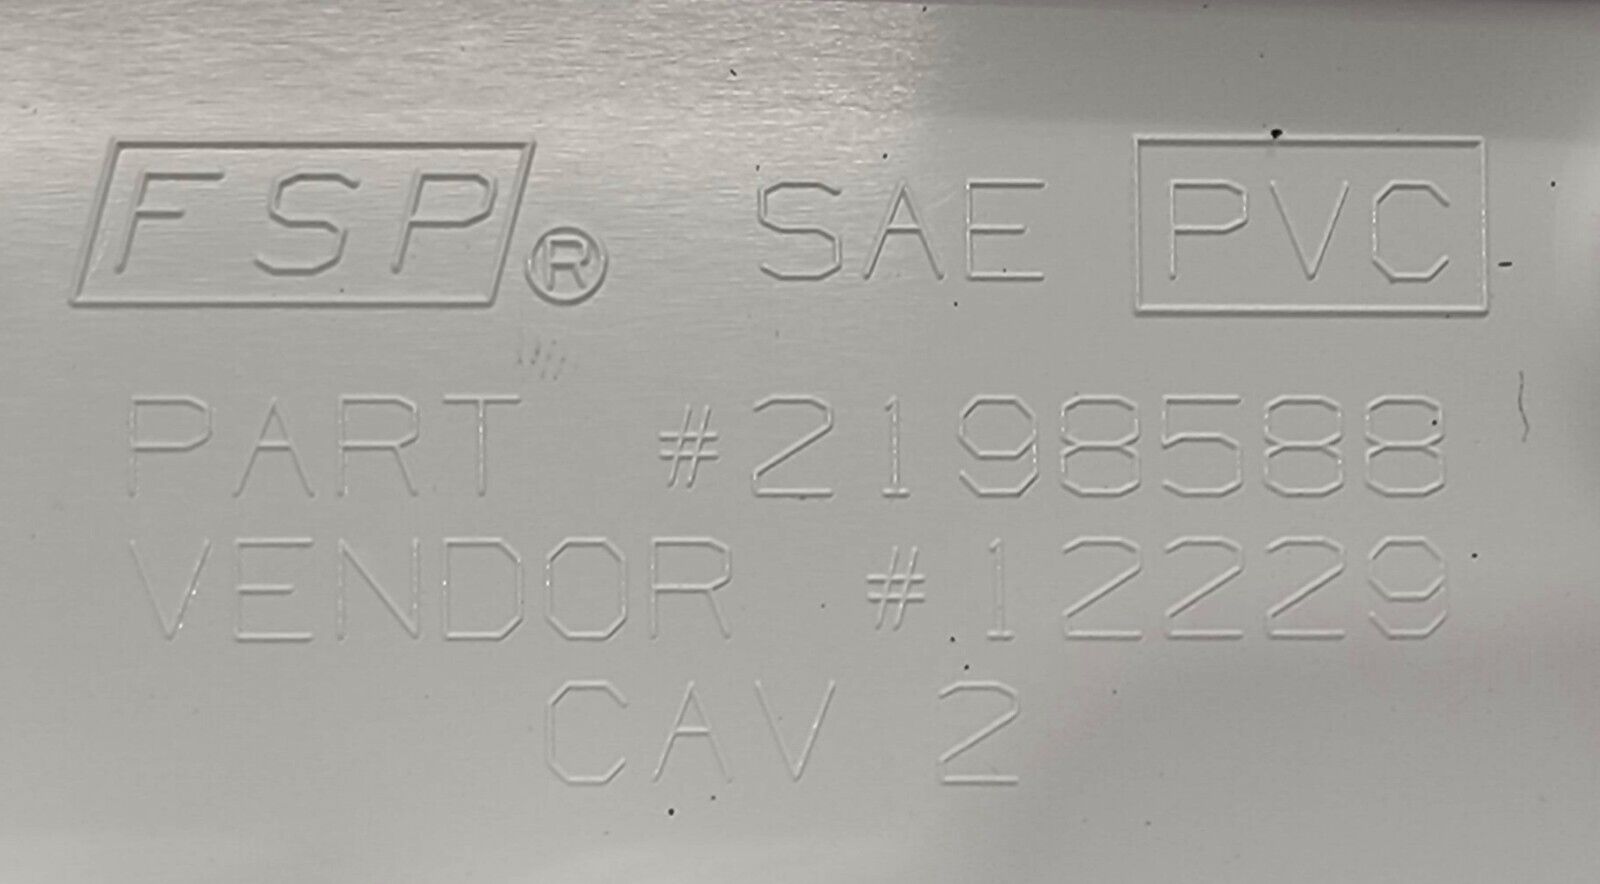 FSP® SAE PVC
PART #2198588
VENDOR #12229
CAV 2